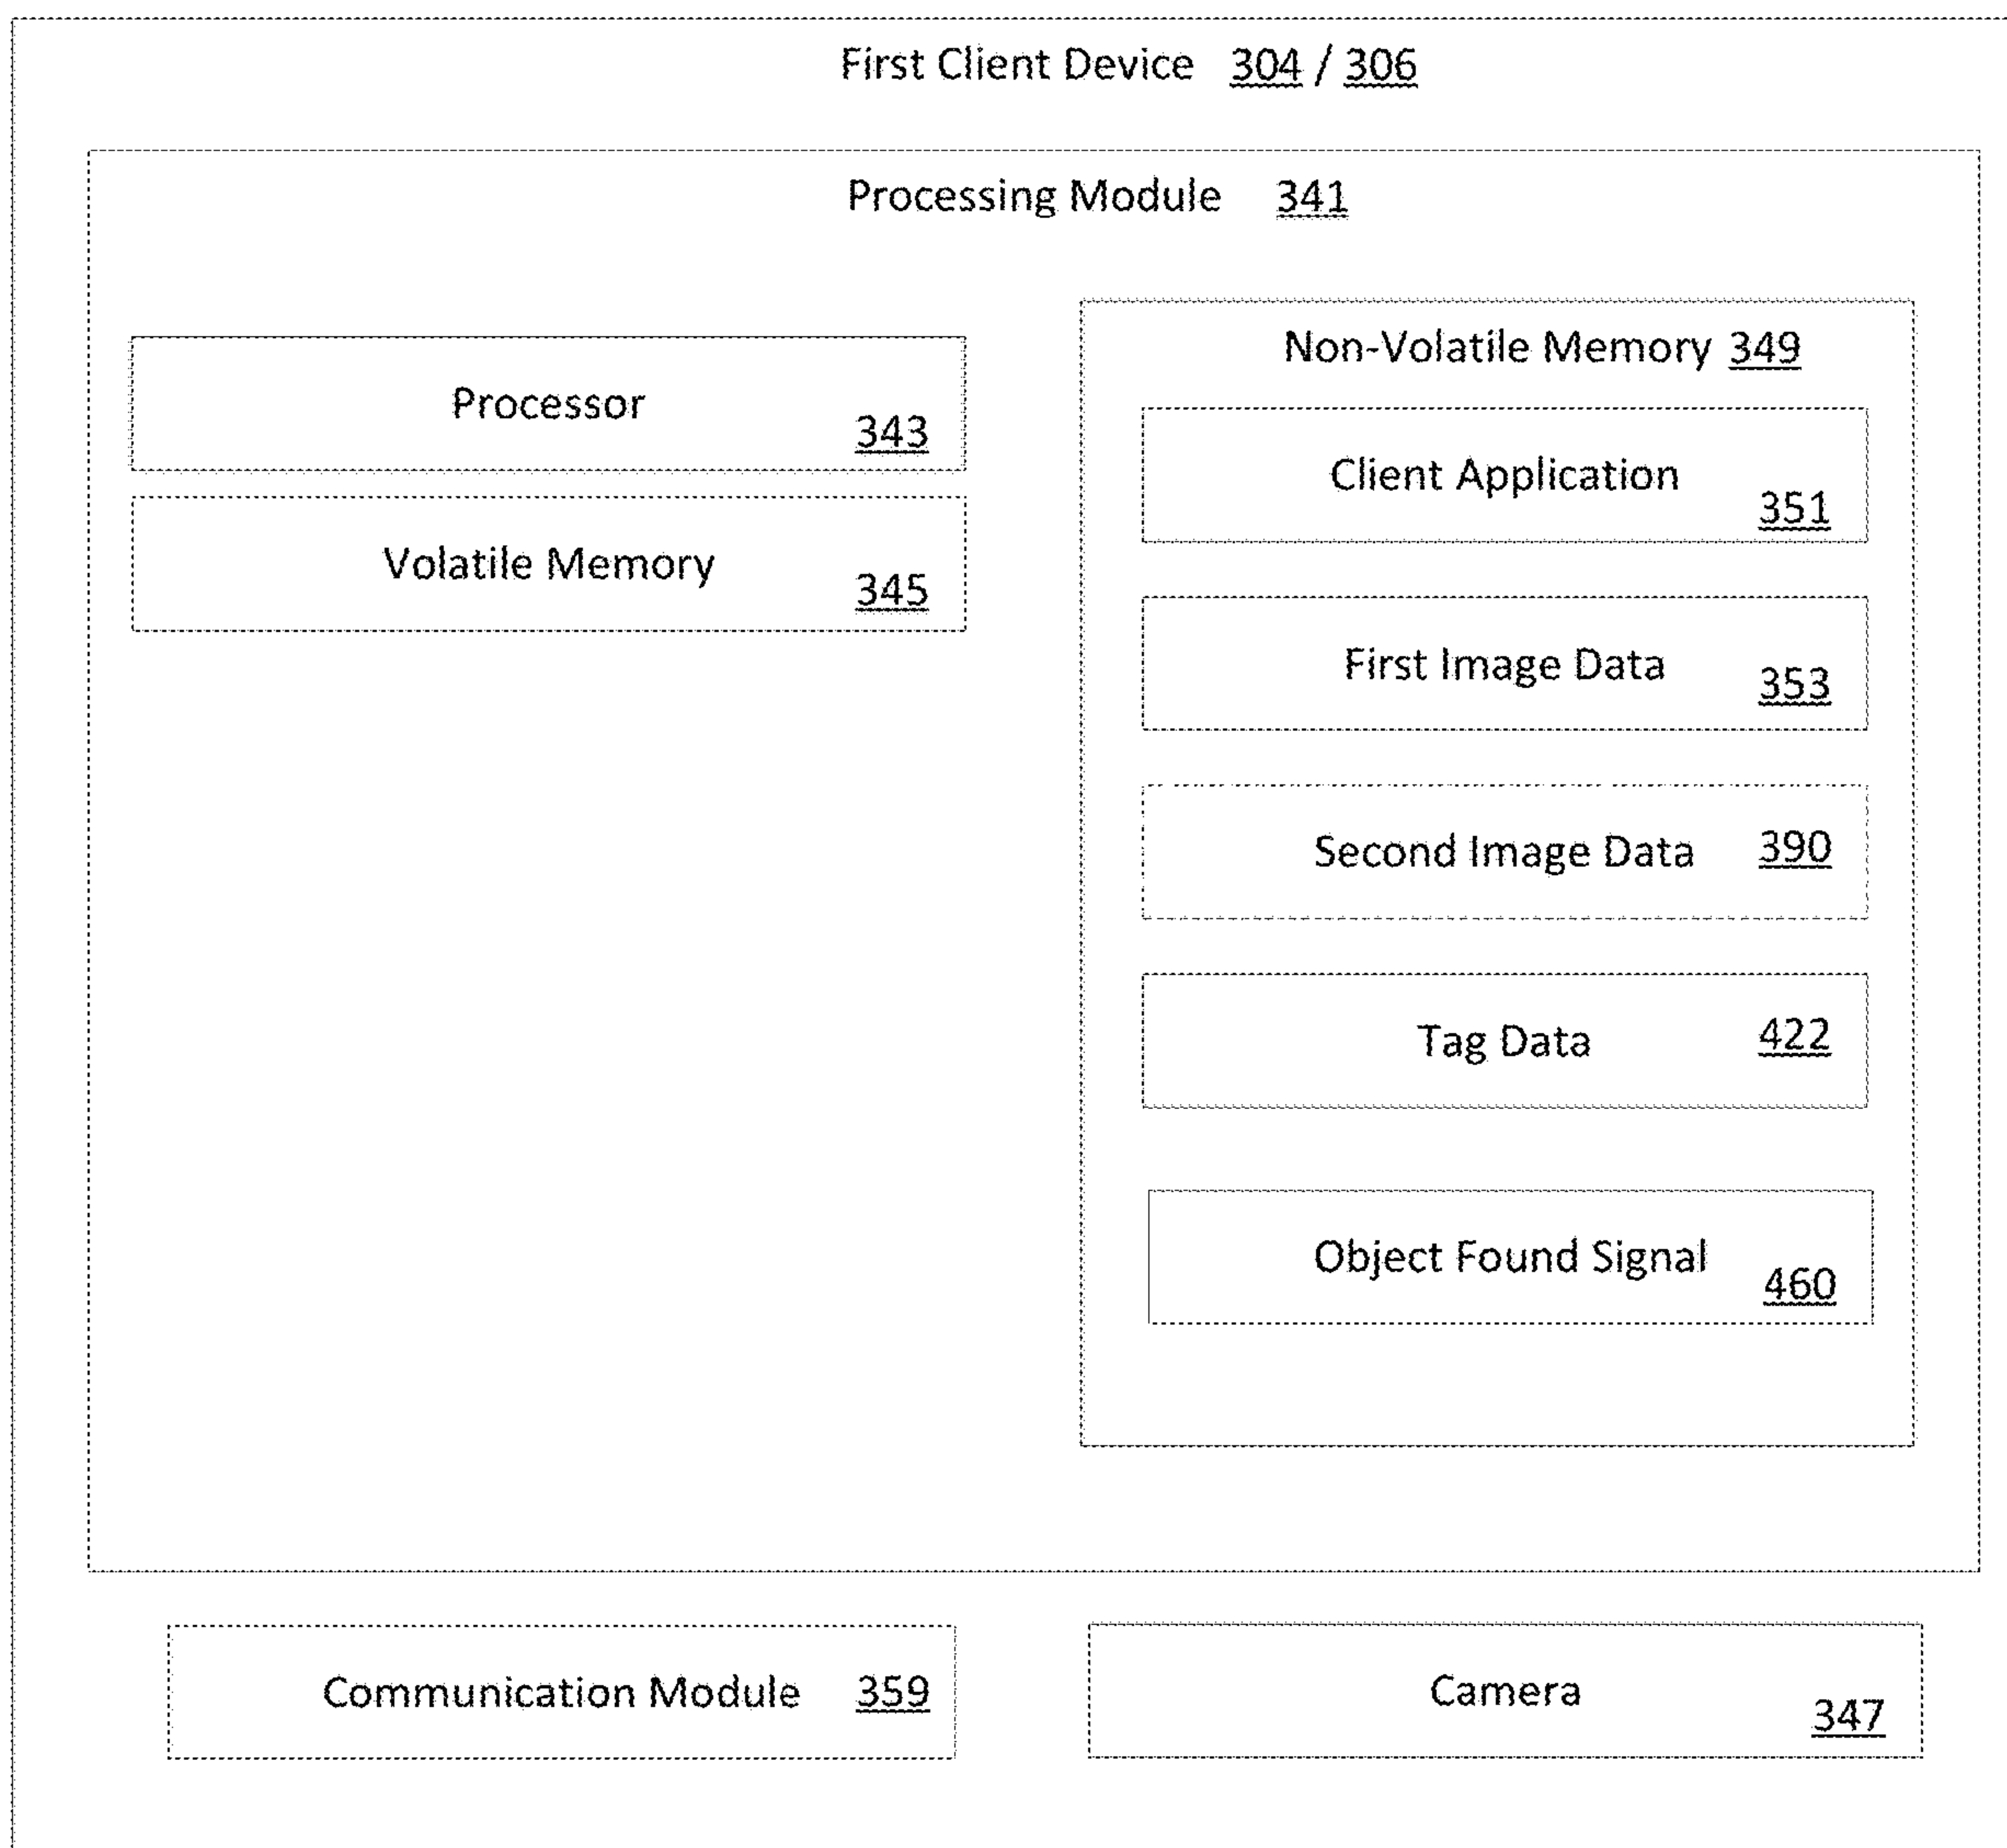 First Client Device 304 / 306
Processing Module 341
Processor 343
Volatile Memory 345
Non-Volatile Memory 349
Client Application 351
First Image Data 353
Second Image Data 390
Tag Data 422
Object Found Signal 460
Communication Module 359
Camera 347